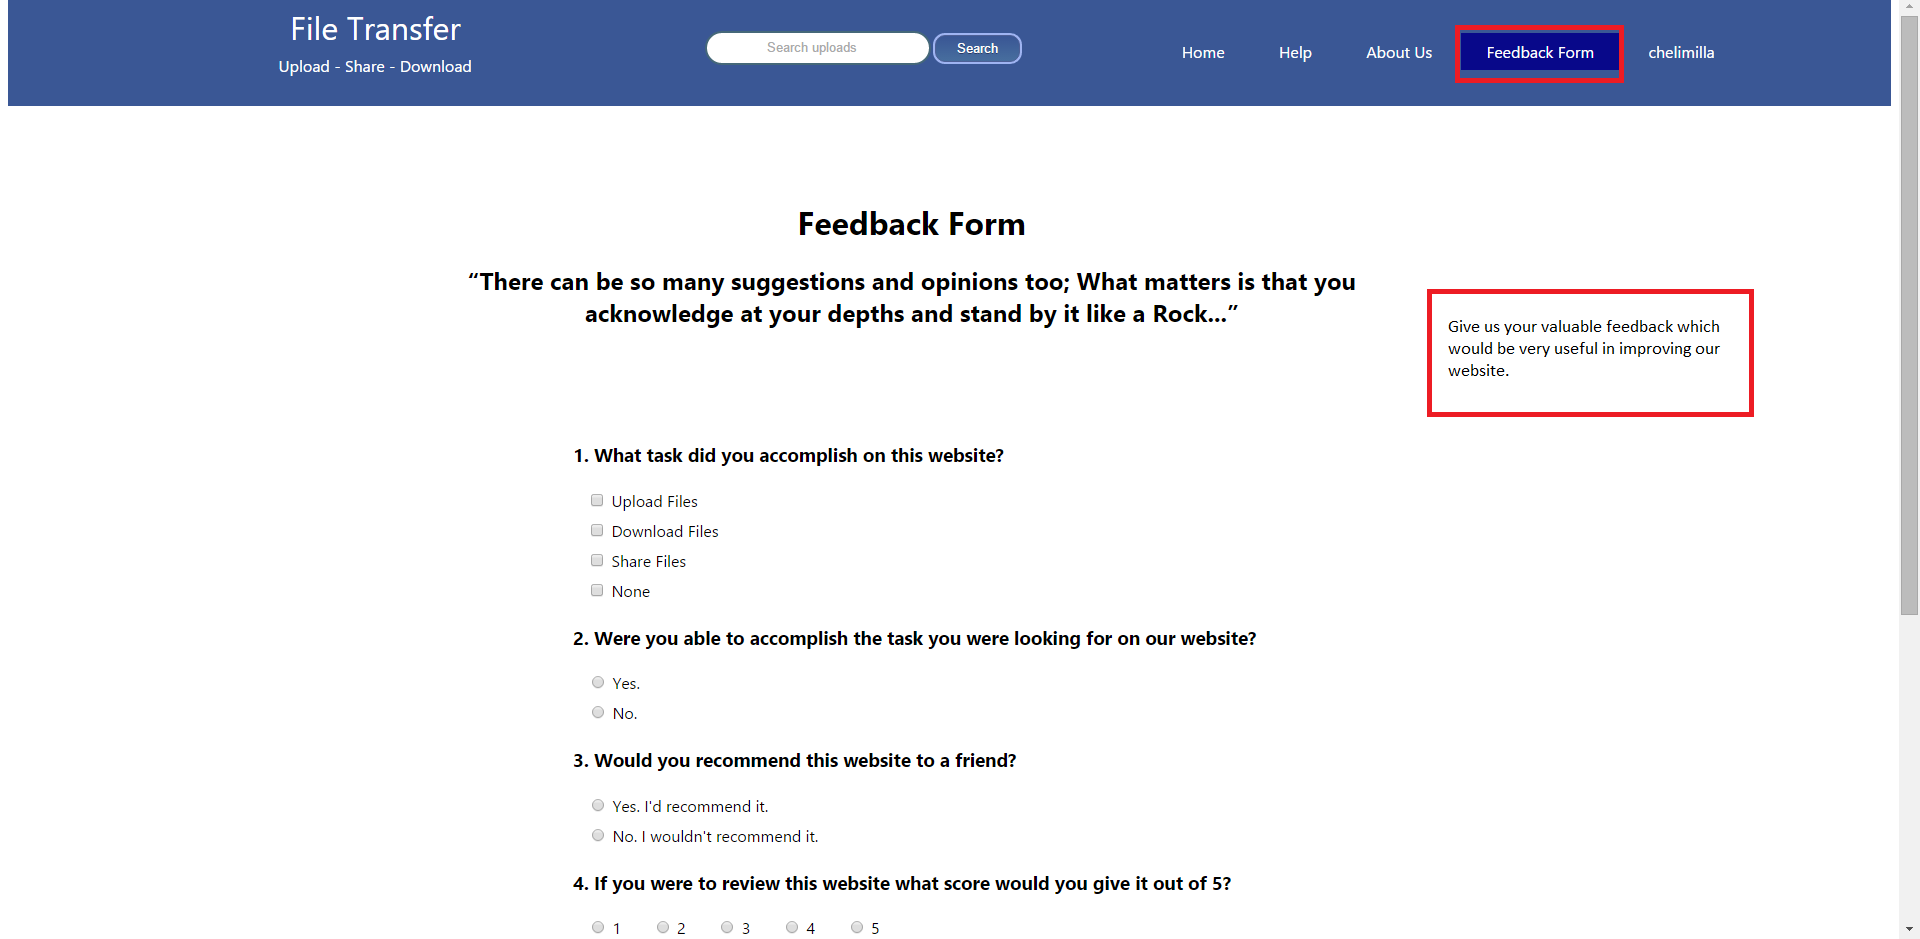 File Transfer
Upload - Share - Download
Search uploads
Search
Home
Help
About Us
Feedback Form
chelimilla
Feedback Form
“There can be so many suggestions and opinions too; What matters is that you
acknowledge at your depths and stand by it like a Rock...”
Give us your valuable feedback which
would be very useful in improving our
website.
1. What task did you accomplish on this website?
Upload Files
Download Files
Share Files
None
2. Were you able to accomplish the task you were looking for on our website?
Yes.
No.
3. Would you recommend this website to a friend?
Yes. I'd recommend it.
No. I wouldn't recommend it.
4. If you were to review this website what score would you give it out of 5?
1 2 3 4 5